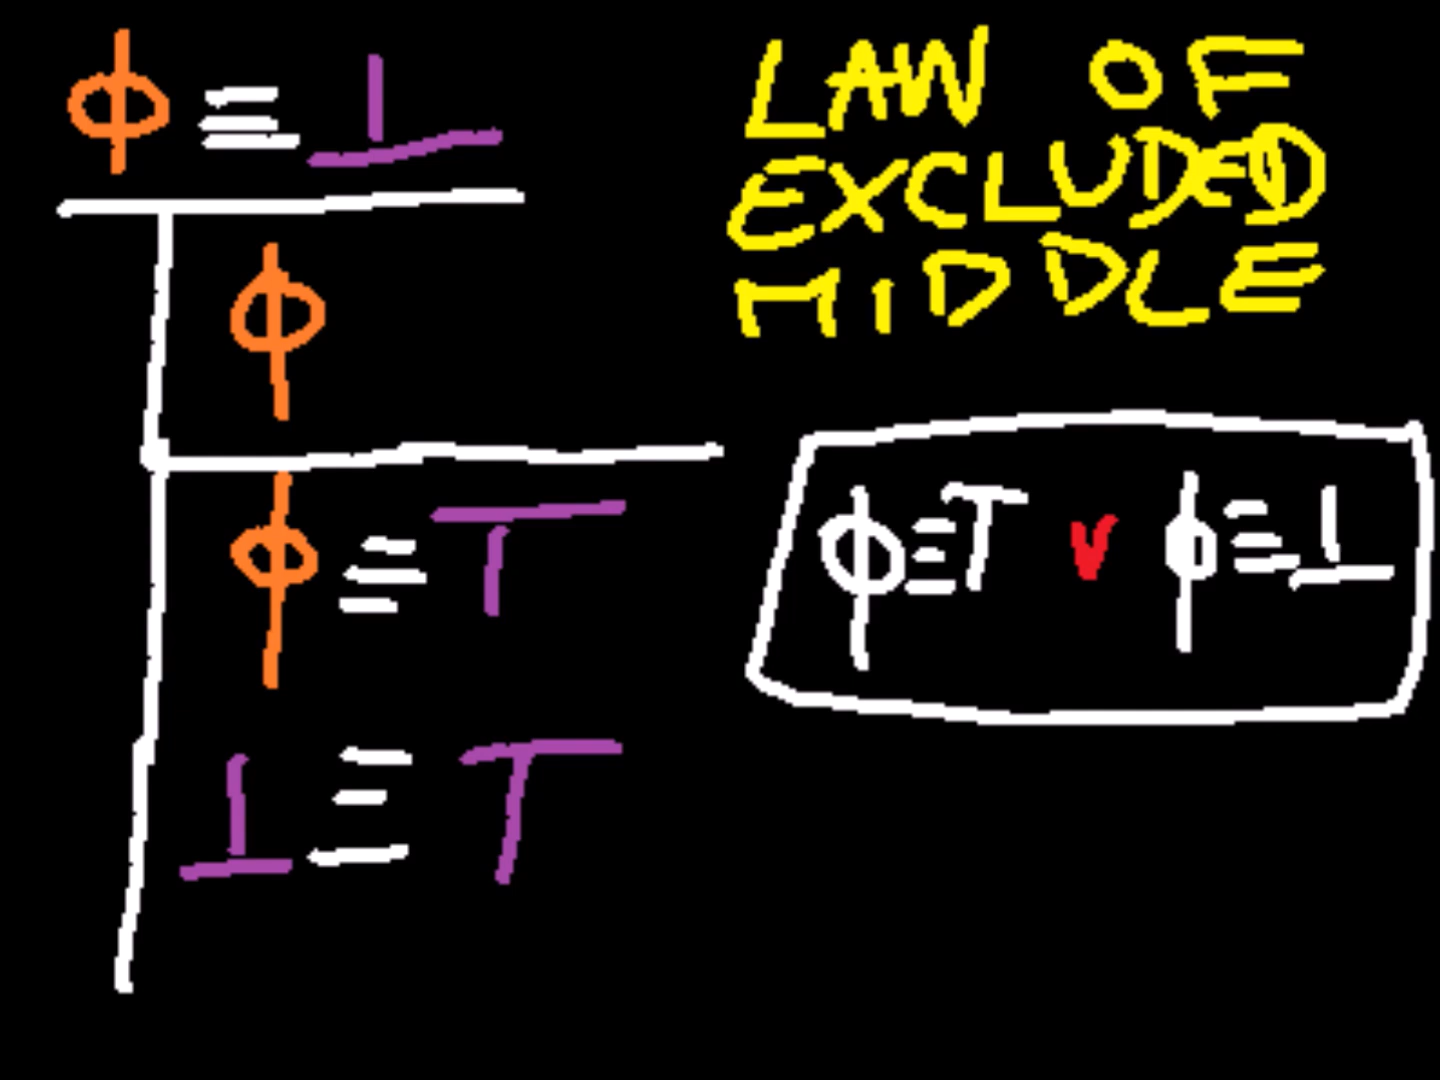 ϕ ≡ ⊥
LAW OF
EXCLUDED
MIDDLE
ϕ
ϕ ≡ ⊤
ϕ ≡ ⊤ ∨ ϕ ≡ ⊥
⊥ ≡ ⊤